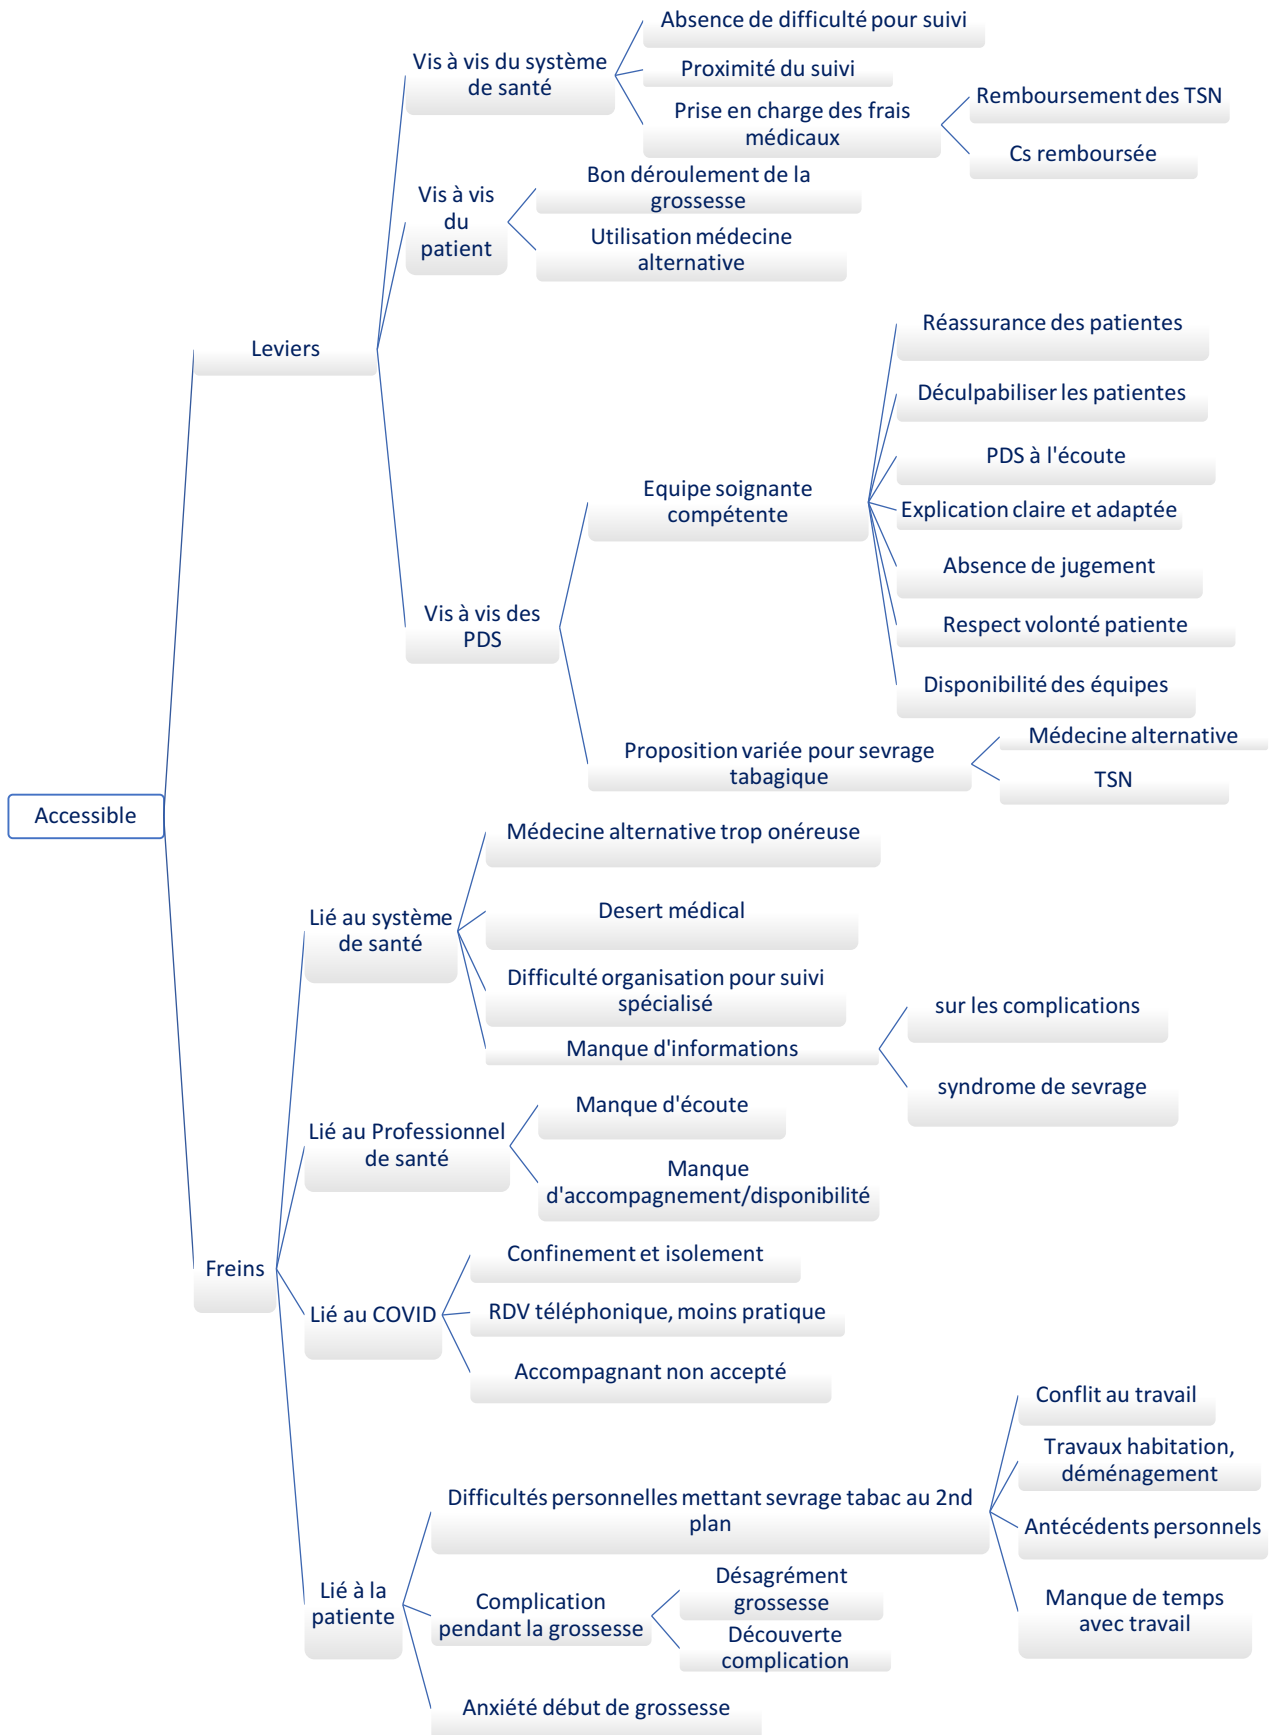 Absence de difficulté pour suivi
Vis à vis du système
de santé
Proximité du suivi
Prise en charge des frais
médicaux
Remboursement des TSN
Cs remboursée
Vis à vis
du
patient
Bon déroulement de la
grossesse
Utilisation médecine
alternative
Leviers
Réassurance des patientes
Déculpabiliser les patientes
PDS à l'écoute
Equipe soignante
compétente
Explication claire et adaptée
Absence de jugement
Respect volonté patiente
Disponibilité des équipes
Vis à vis des
PDS
Proposition variée pour sevrage
tabagique
Médecine alternative
TSN
Accessible
Médecine alternative trop onéreuse
Lié au système
de santé
Desert médical
Difficulté organisation pour suivi
spécialisé
Manque d'informations
sur les complications
syndrome de sevrage
Lié au Professionnel
de santé
Manque d'écoute
Manque
d'accompagnement/disponibilité
Freins
Confinement et isolement
Lié au COVID
RDV téléphonique, moins pratique
Accompagnant non accepté
Conflit au travail
Travaux habitation,
déménagement
Difficultés personnelles mettant sevrage tabac au 2nd
plan
Antécédents personnels
Manque de temps
avec travail
Lié à la
patiente
Complication
pendant la grossesse
Désagrément
grossesse
Découverte
complication
Anxiété début de grossesse